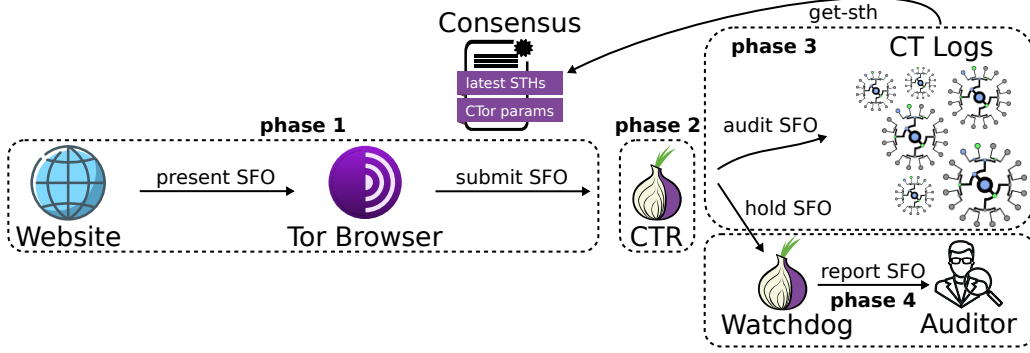 get-sth
Consensus
phase 3
CT Logs
latest STHs
CTor params
phase 1
phase 2
audit SFO
present SFO
submit SFO
hold SFO
Website
Tor Browser
CTR
report SFO
phase 4
Watchdog
Auditor